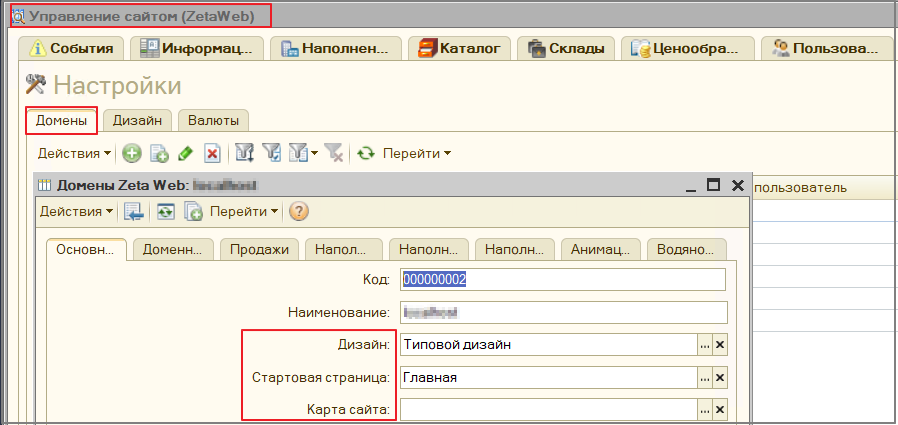 Управление сайтом (ZetaWeb)
События Информац... Наполнен... Каталог Склады Ценообра... Пользова...
Настройки
Домены Дизайн Валюты
Действия Перейти
Домены Zeta Web:
пользователь
Действия Перейти
Основн... Доменн... Продажи Напол... Наполн... Наполн... Анимац... Водяно...
Код: 000000002
Наименование:
Дизайн: Типовой дизайн ... ×
Стартовая страница: Главная ... ×
Карта сайта: ... ×